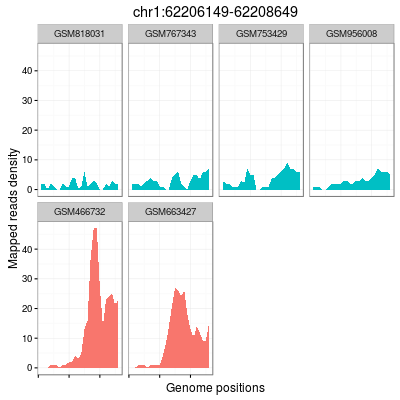 chr1:62206149-62208649
GSM818031 GSM767343 GSM753429 GSM956008
40
30
20
10
0
Mapped reads density
GSM466732 GSM663427
40
30
20
10
0
Genome positions